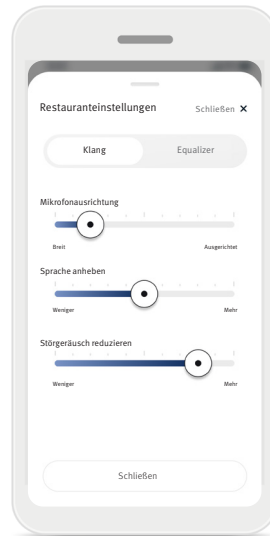 Restauranteinstellungen Schließen ✕
Klang Equalizer
Mikrofonausrichtung
Breit Ausgerichtet
Sprache anheben
Weniger Mehr
Störgeräusch reduzieren
Weniger Mehr
Schließen